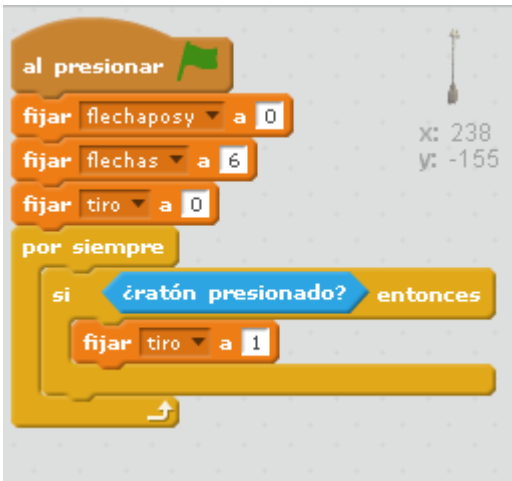 al presionar
fijar flechaposy a 0
fijar flechas a 6
fijar tiro a 0
por siempre
si ¿ratón presionado? entonces
fijar tiro a 1
x: 238
y: -155